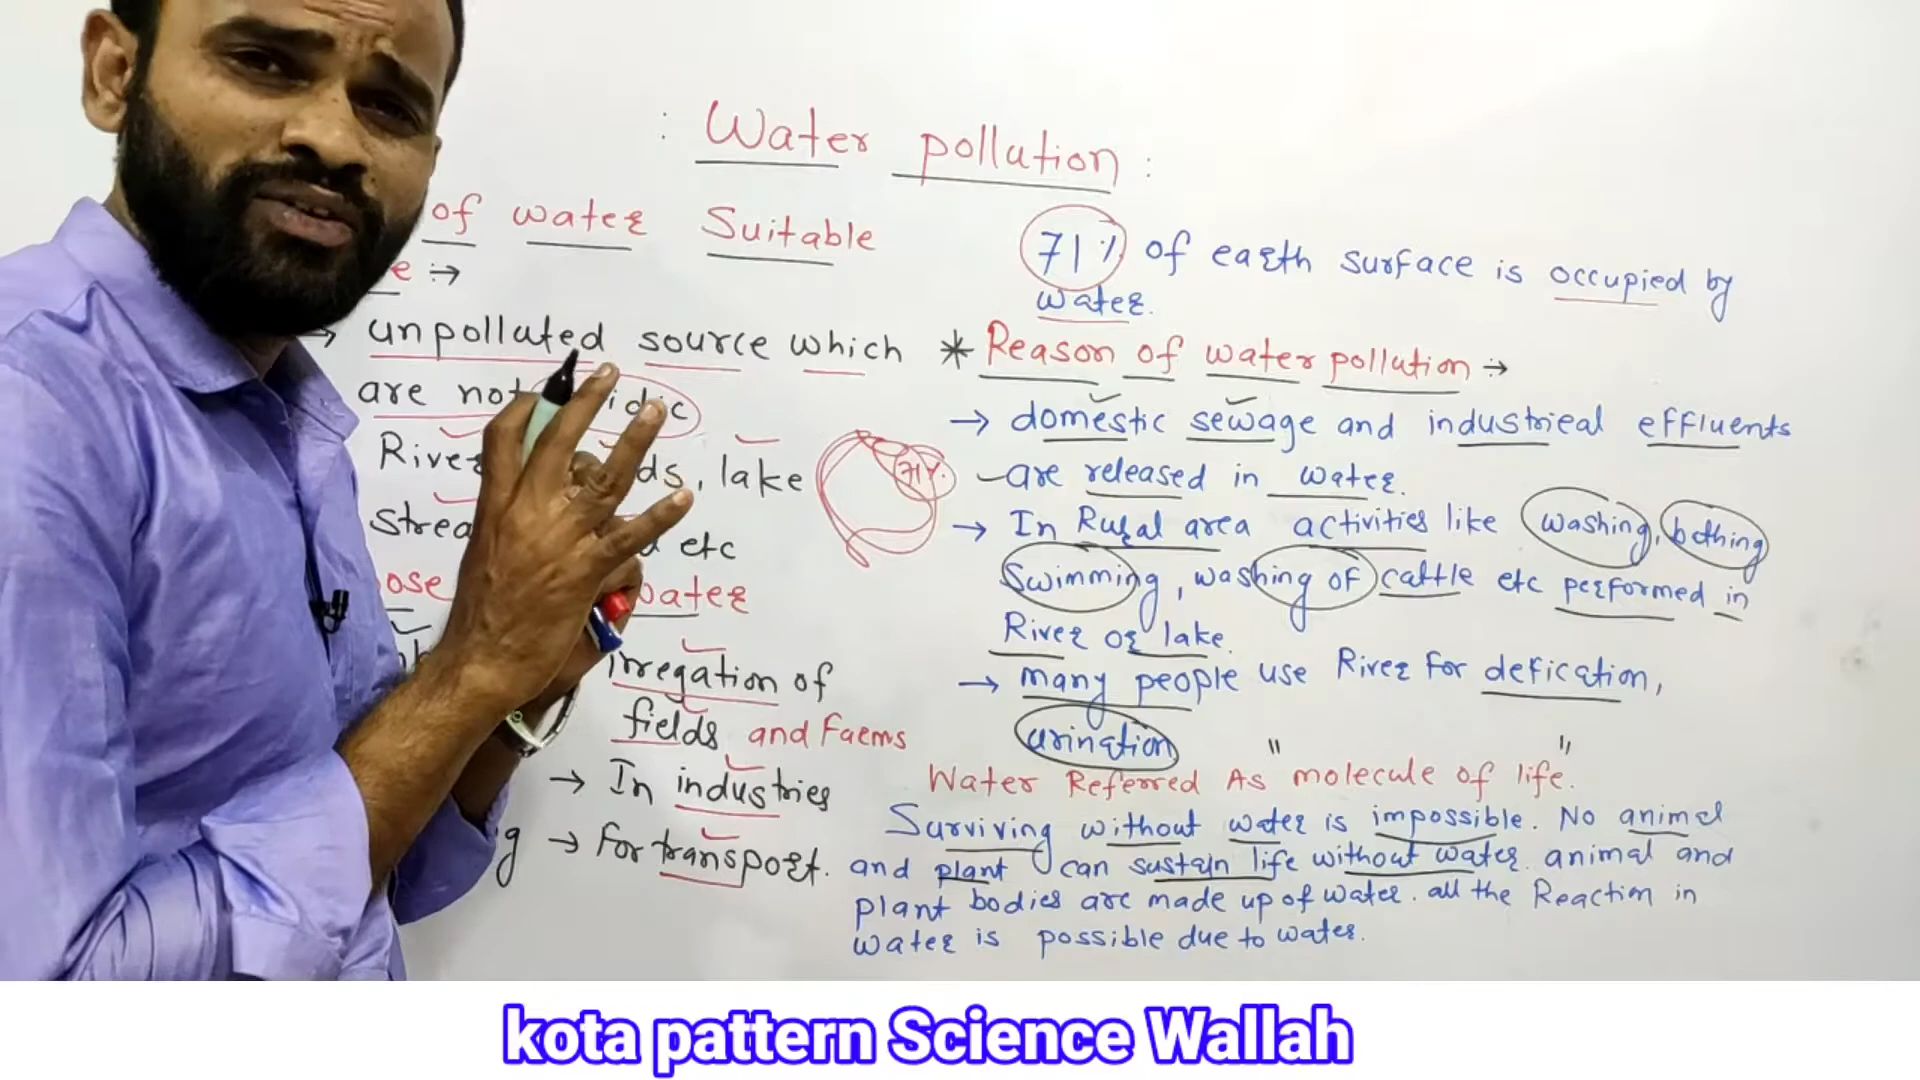 : Water pollution :
of water Suitable
e :→
→ unpolluted source which
are not
River lake
etc
water
irregation of
fields and Farms
→ In industries
→ For transport.
71% of earth surface is occupied by
water.
* Reason of water pollution →
→ domestic sewage and industrieal effluents
are released in water.
71%.
→ In Rural area activities like washing, bathing
Swimming, washing of cattle etc performed in
River or lake.
→ many people use River for defication,
urination
Water Referred As "molecule of life".
Surviving without water is impossible. No animal
and plant can sustain life without water. animal and
plant bodies are made up of water. all the Reaction in
water is possible due to water.
kota pattern Science Wallah